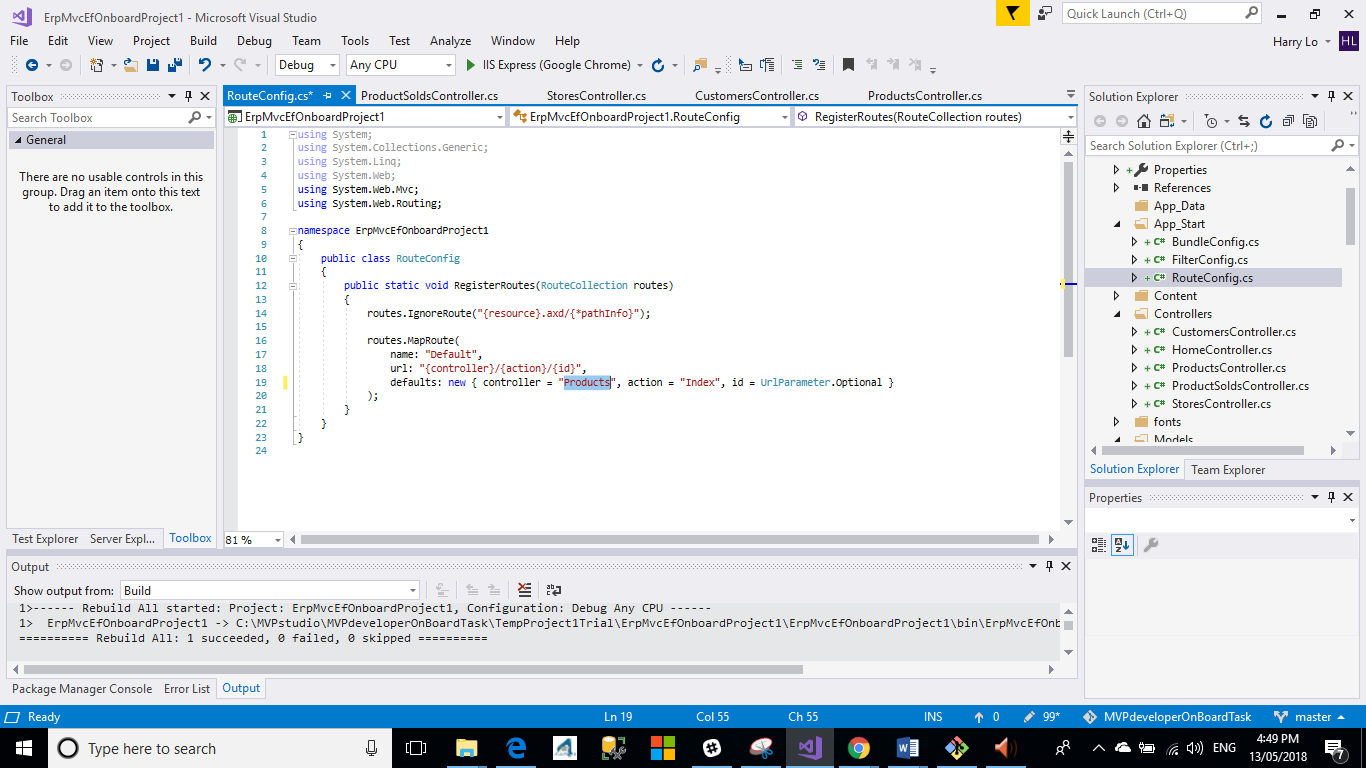 ErpMvcEfOnboardProject1 - Microsoft Visual Studio
Quick Launch (Ctrl+Q)
File Edit View Project Build Debug Team Tools Test Analyze Window Help
Harry Lo HL
Debug Any CPU IIS Express (Google Chrome)
Toolbox
Search Toolbox
General
There are no usable controls in this
group. Drag an item onto this text
to add it to the toolbox.
Test Explorer Server Expl... Toolbox
RouteConfig.cs* ProductSoldsController.cs StoresController.cs CustomersController.cs ProductsController.cs
ErpMvcEfOnboardProject1 ErpMvcEfOnboardProject1.RouteConfig RegisterRoutes(RouteCollection routes)
1 using System;
2 using System.Collections.Generic;
3 using System.Linq;
4 using System.Web;
5 using System.Web.Mvc;
6 using System.Web.Routing;
7
8 namespace ErpMvcEfOnboardProject1
9 {
10 public class RouteConfig
11 {
12 public static void RegisterRoutes(RouteCollection routes)
13 {
14 routes.IgnoreRoute("{resource}.axd/{*pathInfo}");
15
16 routes.MapRoute(
17 name: "Default",
18 url: "{controller}/{action}/{id}",
19 defaults: new { controller = "Products", action = "Index", id = UrlParameter.Optional }
20 );
21 }
22 }
23 }
24
81 %
Solution Explorer
Search Solution Explorer (Ctrl+;)
Properties
References
App_Data
App_Start
C# BundleConfig.cs
C# FilterConfig.cs
C# RouteConfig.cs
Content
Controllers
C# CustomersController.cs
C# HomeController.cs
C# ProductsController.cs
C# ProductSoldsController.cs
C# StoresController.cs
fonts
Models
Solution Explorer Team Explorer
Properties
Output
Show output from: Build
1>------ Rebuild All started: Project: ErpMvcEfOnboardProject1, Configuration: Debug Any CPU ------
1> ErpMvcEfOnboardProject1 -> C:\MVPstudio\MVPdeveloperOnBoardTask\TempProject1Trial\ErpMvcEfOnboardProject1\ErpMvcEfOnboardProject1\bin\ErpMvcEfOnb
========== Rebuild All: 1 succeeded, 0 failed, 0 skipped ==========
Package Manager Console Error List Output
Ready Ln 19 Col 55 Ch 55 INS 0 99* MVPdeveloperOnBoardTask master
Type here to search
ENG
4:49 PM
13/05/2018
7